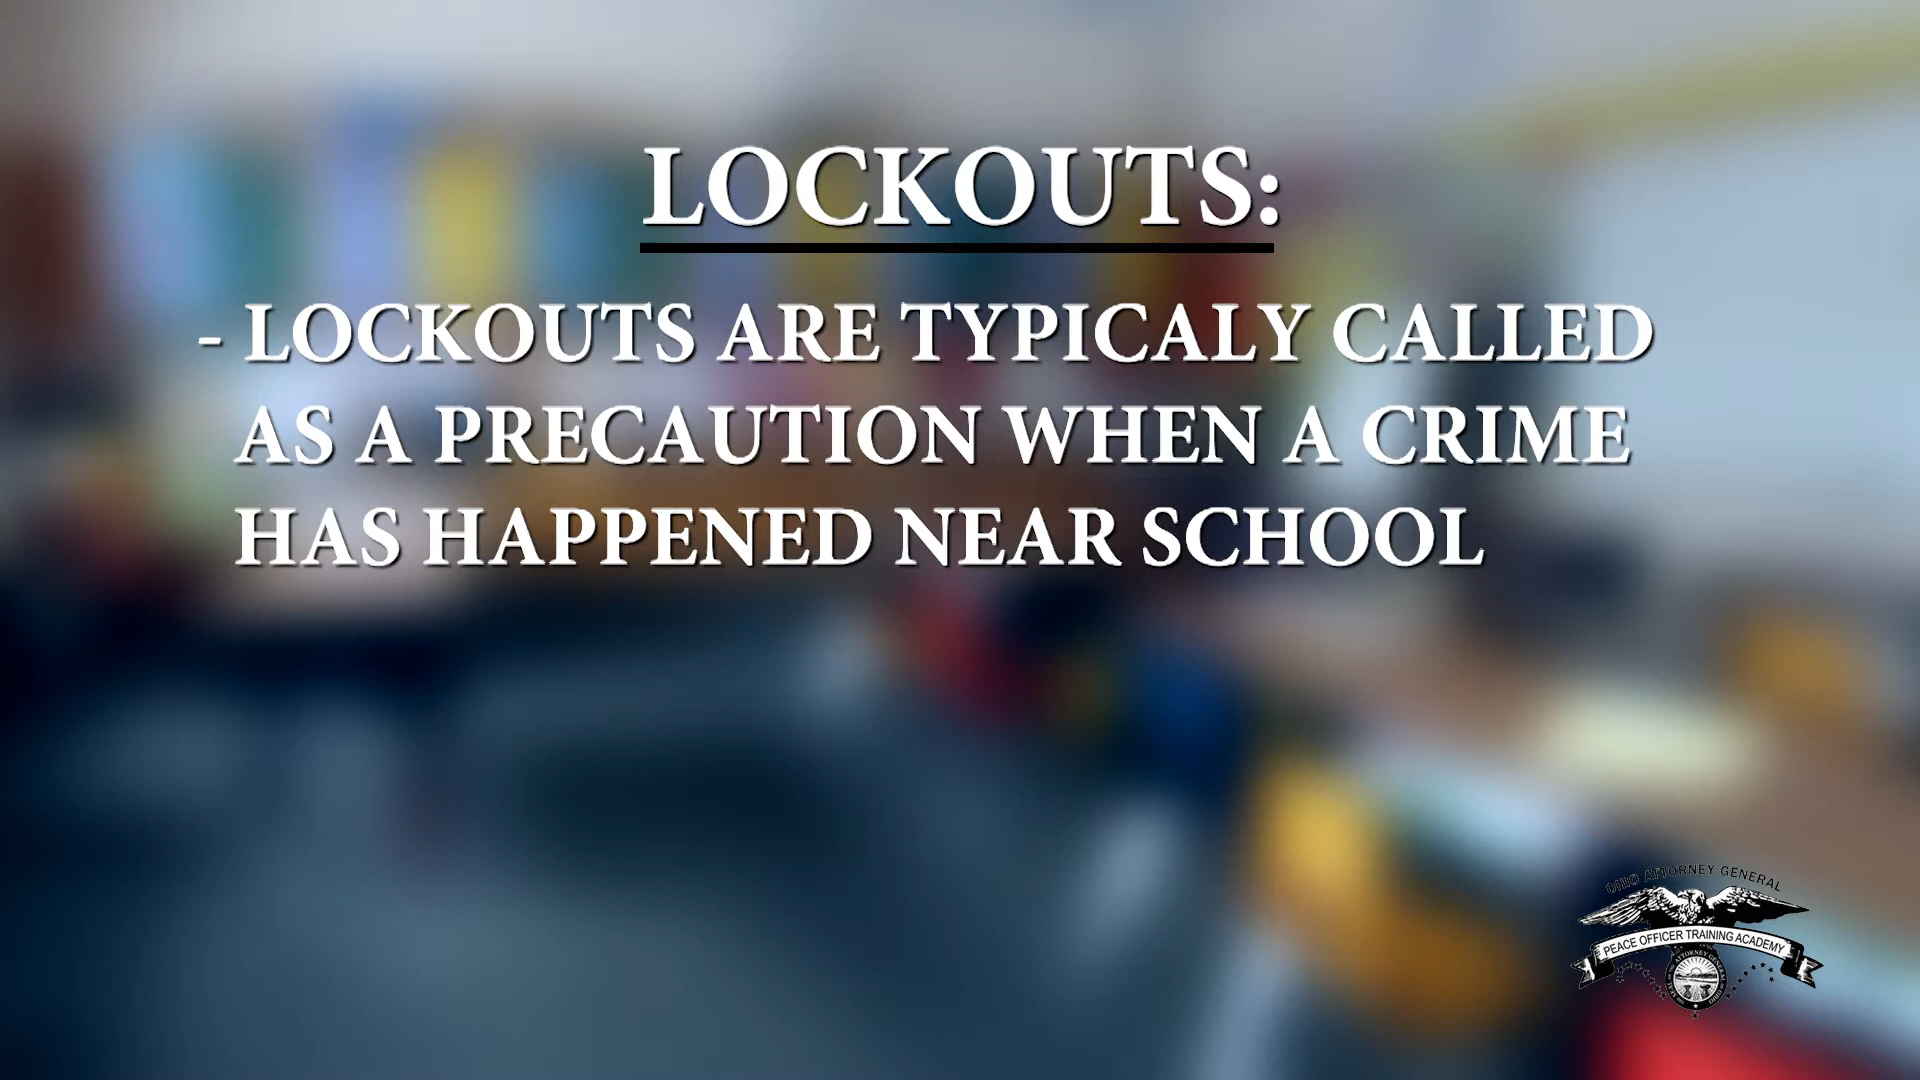 LOCKOUTS:
- LOCKOUTS ARE TYPICALY CALLED
AS A PRECAUTION WHEN A CRIME
HAS HAPPENED NEAR SCHOOL
OHIO ATTORNEY GENERAL
PEACE OFFICER TRAINING ACADEMY